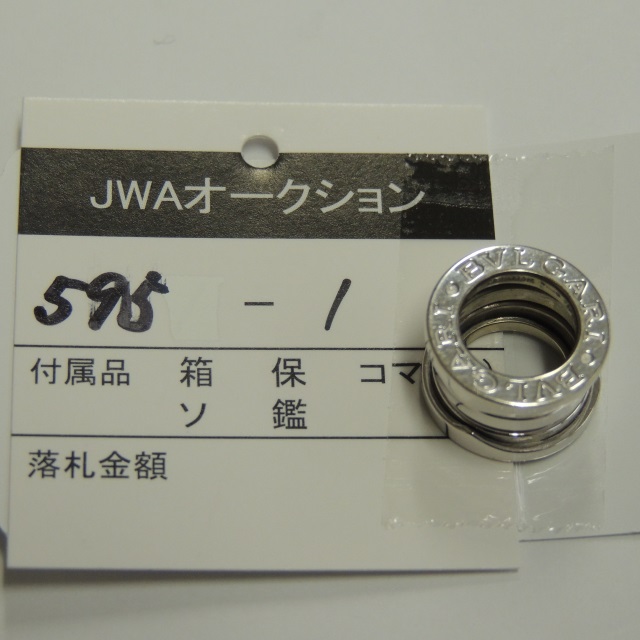 JWAオークション
595 - 1
付属品 箱 保 コマ
ソ 鑑
落札金額
BVLGARI BVLGARI